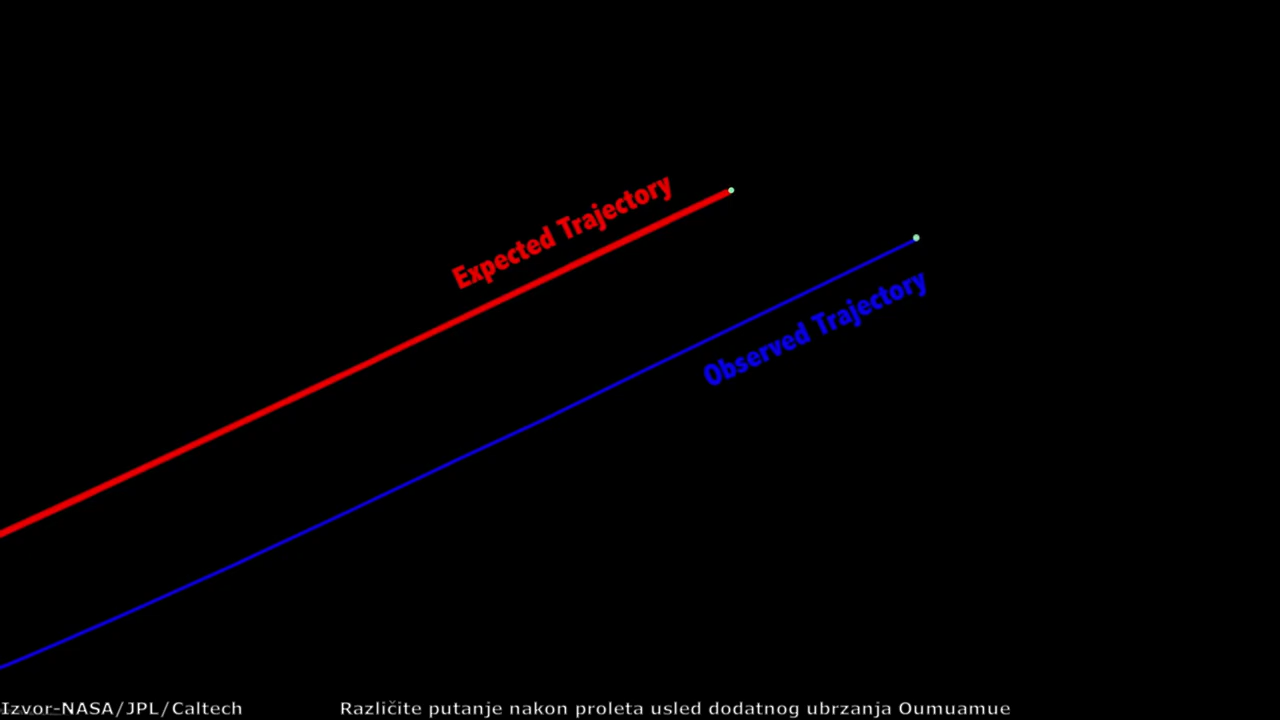 Expected Trajectory
Observed Trajectory
Izvor-NASA/JPL/Caltech
Različite putanje nakon proleta usled dodatnog ubrzanja Oumuamue